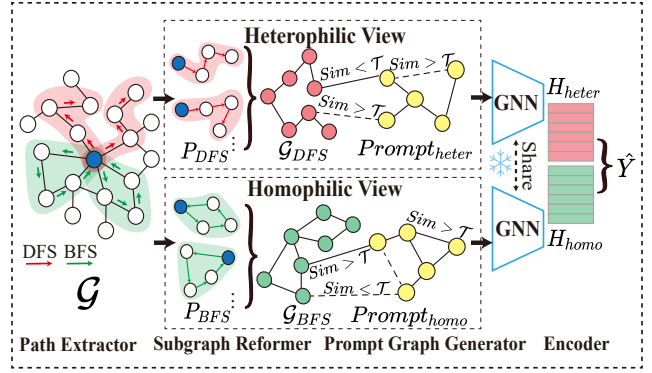 Heterophilic View
Sim < T
Sim > T
Sim > T
P_DFS
⋮
G_DFS
Prompt_heter
GNN
H_heter
Share
Ŷ
Homophilic View
Sim > T
Sim > T
Sim ≤ T
P_BFS
⋮
G_BFS
Prompt_homo
GNN
H_homo
DFS BFS
G
Path Extractor Subgraph Reformer Prompt Graph Generator Encoder